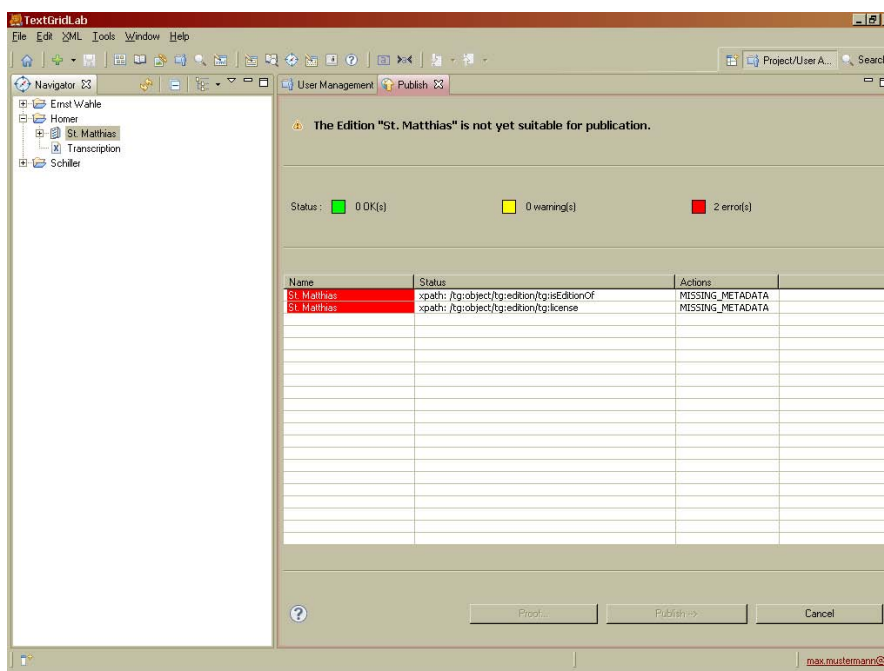 TextGridLab
File Edit XML Tools Window Help
Project/User A... Search
Navigator
User Management Publish
Ernst Wahle
Homer
St. Matthias
Transcription
Schiller
The Edition "St. Matthias" is not yet suitable for publication.
Status : 0 OK(s) 0 warning(s) 2 error(s)
Name Status Actions
St. Matthias xpath: /tg:object/tg:edition/tg:isEditionOf MISSING_METADATA
St. Matthias xpath: /tg:object/tg:edition/tg:license MISSING_METADATA
Proof... Publish-> Cancel
max.mustermann@